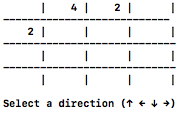 | 4 | 2 | |
-------------------
2 | | | |
-------------------
| | | |
-------------------
| | | |
Select a direction (↑ ← ↓ →)